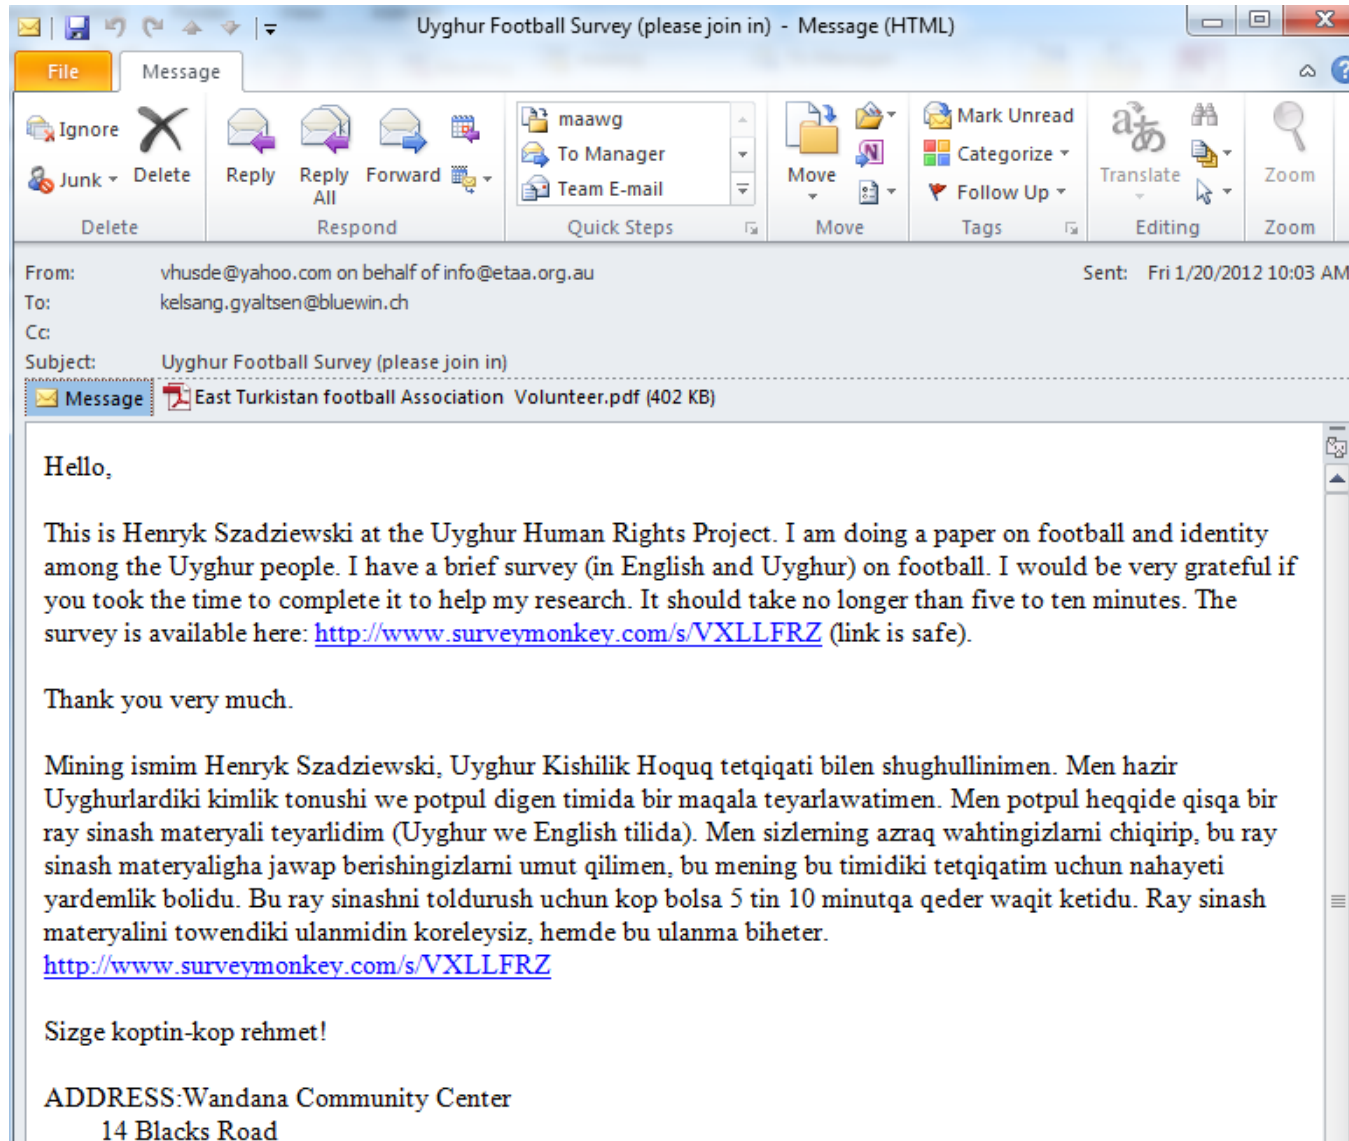 Uyghur Football Survey (please join in) - Message (HTML)
File Message
Ignore
Junk
Delete
Reply
Reply All
Forward
maawg
To Manager
Team E-mail
Move
Mark Unread
Categorize
Follow Up
Translate
Zoom
Delete Respond Quick Steps Move Tags Editing Zoom
From: vhusde@yahoo.com on behalf of info@etaa.org.au Sent: Fri 1/20/2012 10:03 AM
To: kelsang.gyaltsen@bluewin.ch
Cc:
Subject: Uyghur Football Survey (please join in)
Message East Turkistan football Association Volunteer.pdf (402 KB)
Hello,
This is Henryk Szadziewski at the Uyghur Human Rights Project. I am doing a paper on football and identity
among the Uyghur people. I have a brief survey (in English and Uyghur) on football. I would be very grateful if
you took the time to complete it to help my research. It should take no longer than five to ten minutes. The
survey is available here: http://www.surveymonkey.com/s/VXLLFRZ (link is safe).
Thank you very much.
Mining ismim Henryk Szadziewski, Uyghur Kishilik Hoquq tetqiqati bilen shughullinimen. Men hazir
Uyghurlardiki kimlik tonushi we potpul digen timida bir maqala teyarlawatimen. Men potpul heqqide qisqa bir
ray sinash materyali teyarlidim (Uyghur we English tilida). Men sizlerning azraq wahtingizlarni chiqirip, bu ray
sinash materyaligha jawap berishingizlarni umut qilimen, bu mening bu timidiki tetqiqatim uchun nahayeti
yardemlik bolidu. Bu ray sinashni toldurush uchun kop bolsa 5 tin 10 minutqa qeder waqit ketidu. Ray sinash
materyalini towendiki ulanmidin koreleysiz, hemde bu ulanma biheter.
http://www.surveymonkey.com/s/VXLLFRZ
Sizge koptin-kop rehmet!
ADDRESS:Wandana Community Center
14 Blacks Road